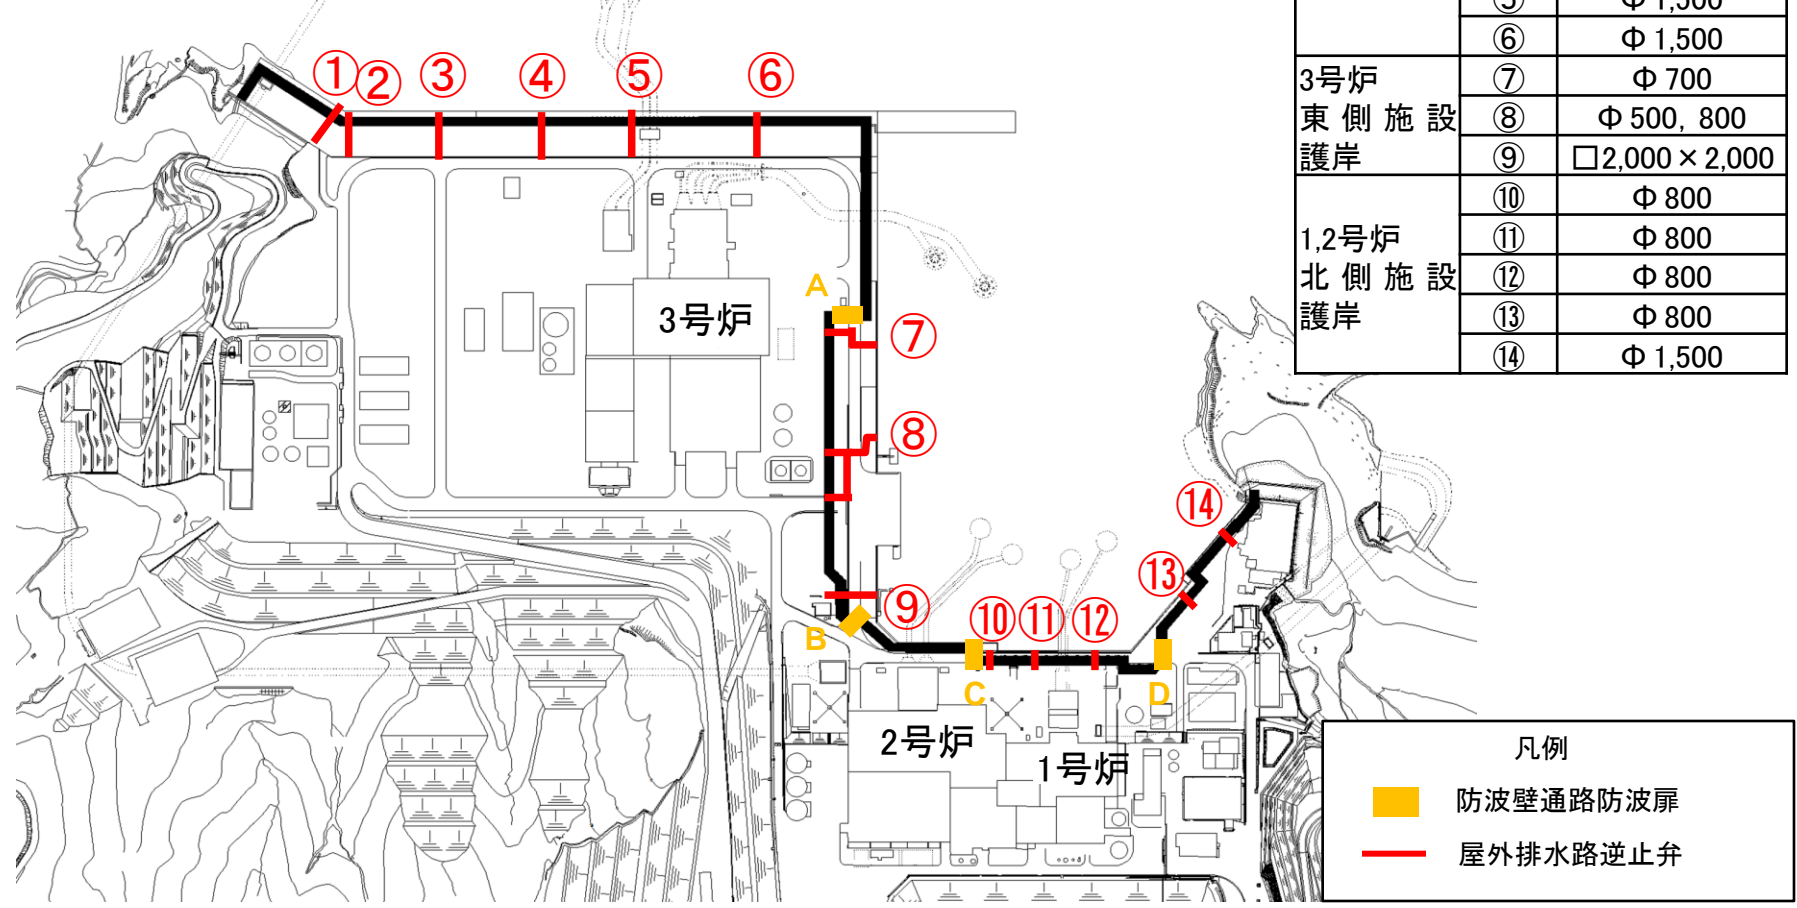 ⑤ Φ 1,500
⑥ Φ 1,500
3号炉
東側施設
護岸
⑦ Φ 700
⑧ Φ 500, 800
⑨ □2,000 × 2,000
1,2号炉
北側施設
護岸
⑩ Φ 800
⑪ Φ 800
⑫ Φ 800
⑬ Φ 800
⑭ Φ 1,500
① ② ③ ④ ⑤ ⑥
A
3号炉
⑦
⑧
⑭
⑬
⑨ ⑩ ⑪ ⑫
B
C D
2号炉
1号炉
凡例
防波壁通路防波扉
屋外排水路逆止弁